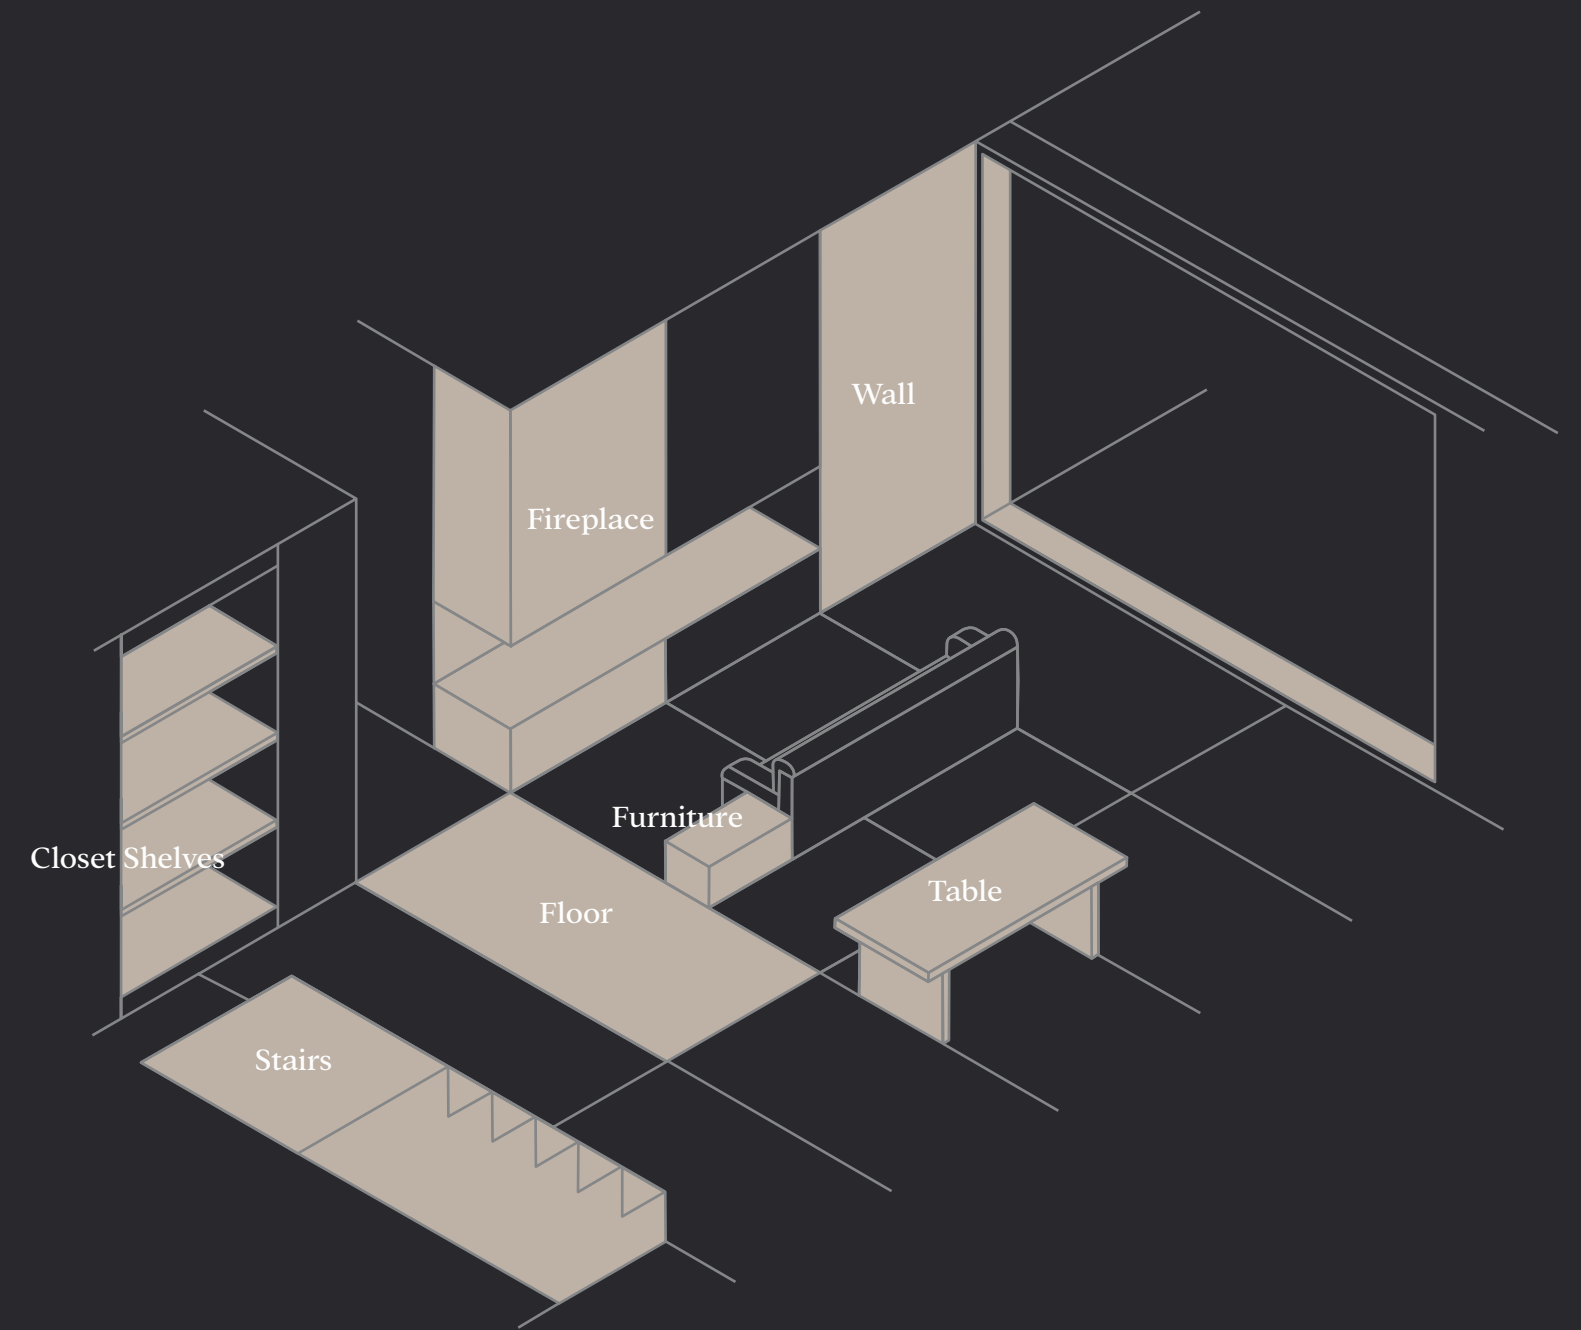 Wall
Fireplace
Furniture
Closet Shelves
Table
Floor
Stairs